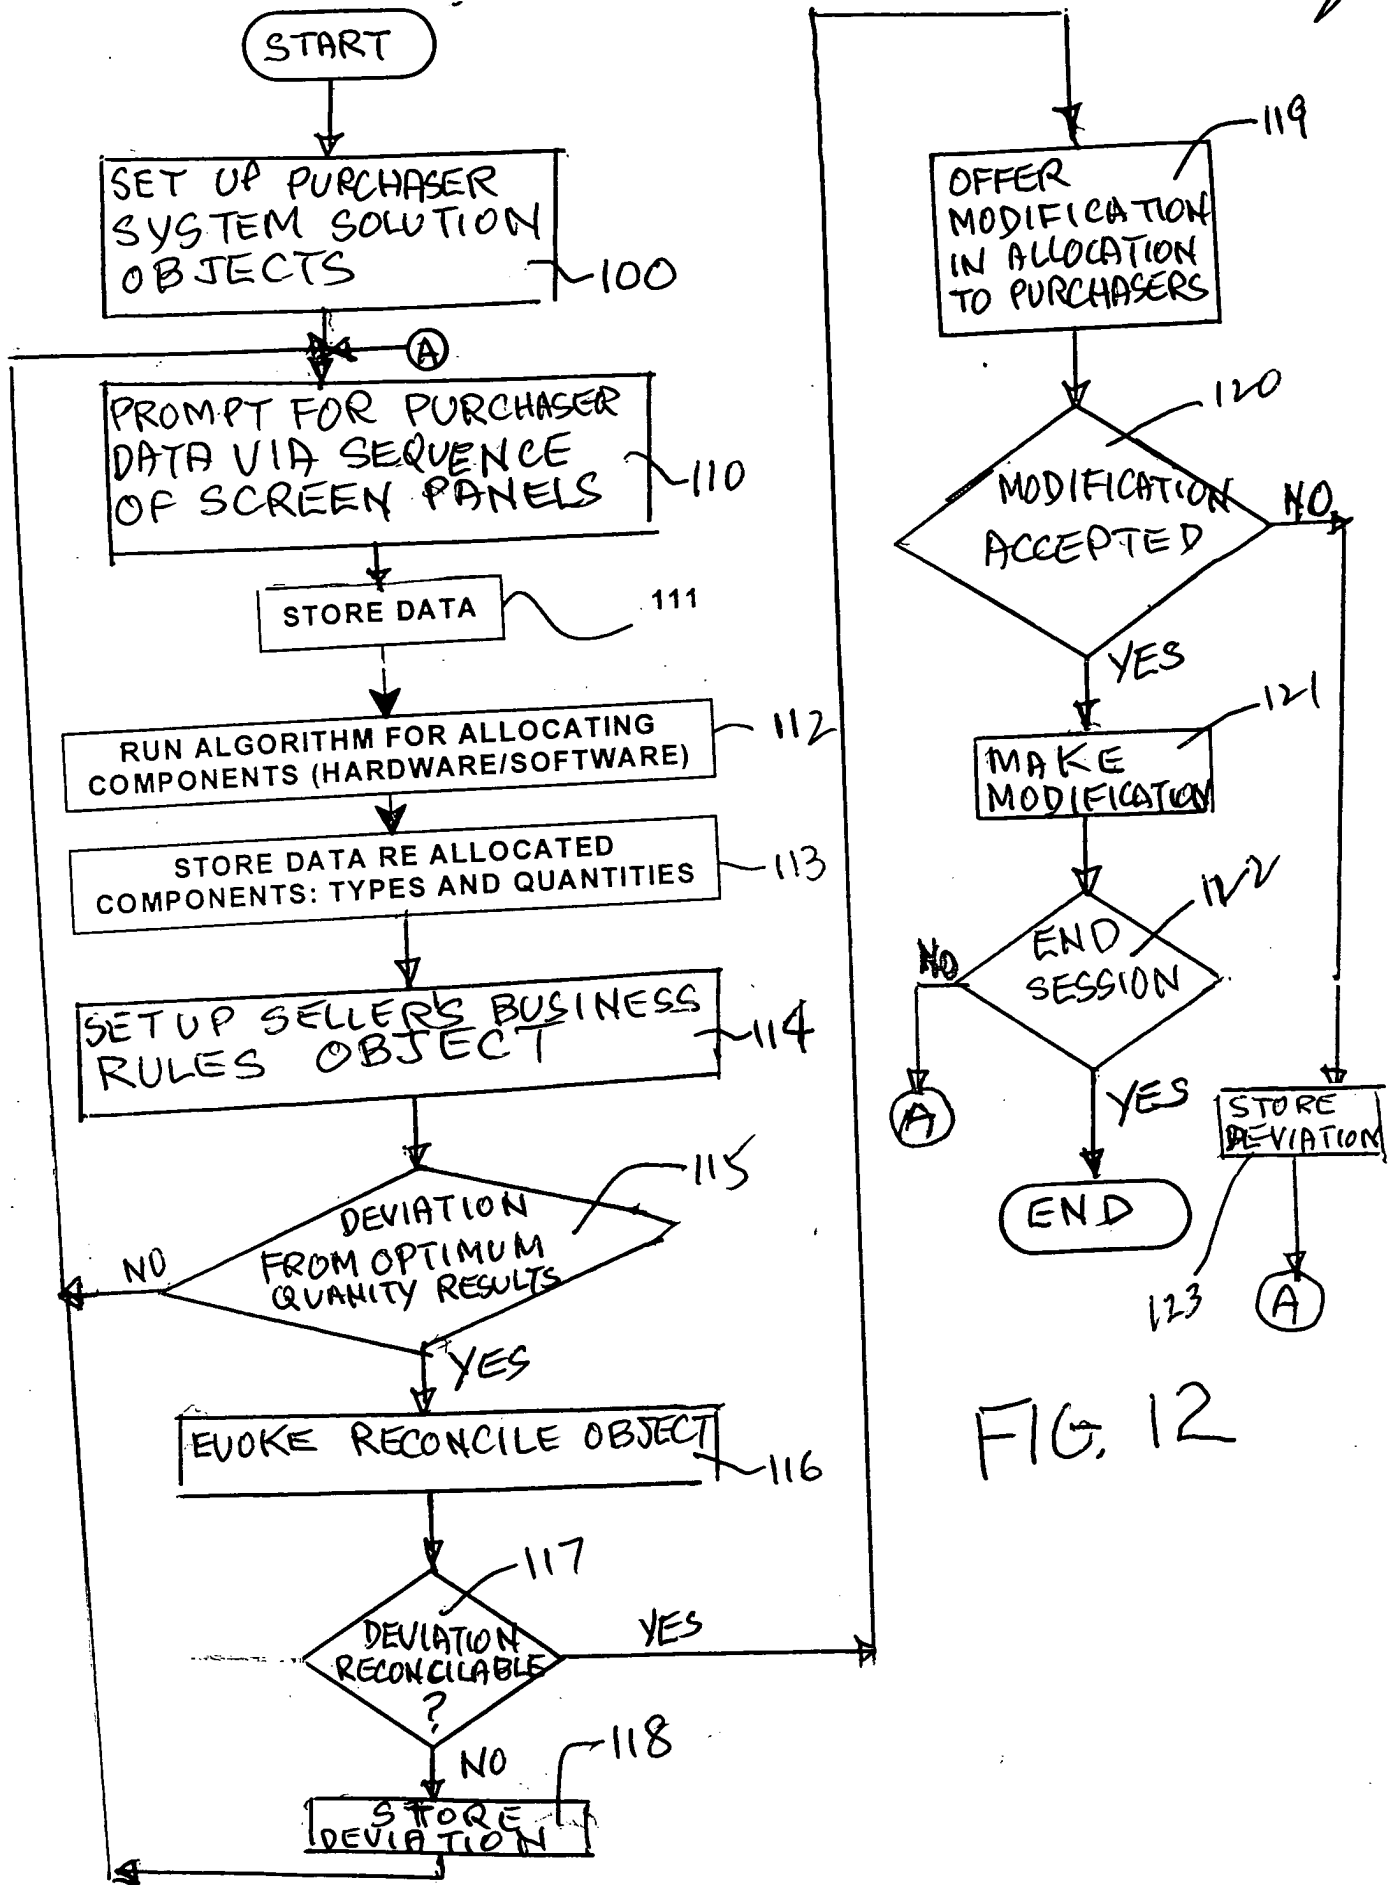 START
SET UP PURCHASER
SYSTEM SOLUTION
OBJECTS
100
A
PROMPT FOR PURCHASER
DATA VIA SEQUENCE
OF SCREEN PANELS
110
STORE DATA
111
RUN ALGORITHM FOR ALLOCATING
COMPONENTS (HARDWARE/SOFTWARE)
112
STORE DATA RE ALLOCATED
COMPONENTS: TYPES AND QUANTITIES
113
SETUP SELLER'S BUSINESS
RULES OBJECT
114
DEVIATION
FROM OPTIMUM
QUANITY RESULTS
115
NO
YES
EVOKE RECONCILE OBJECT
116
DEVIATION
RECONCILABLE
?
117
YES
NO
STORE
DEVIATION
118
OFFER
MODIFICATION
IN ALLOCATION
TO PURCHASERS
119
MODIFICATION
ACCEPTED
120
NO
YES
MAKE
MODIFICATION
121
END
SESSION
122
NO
A
YES
END
STORE
DEVIATION
123
A
FIG. 12